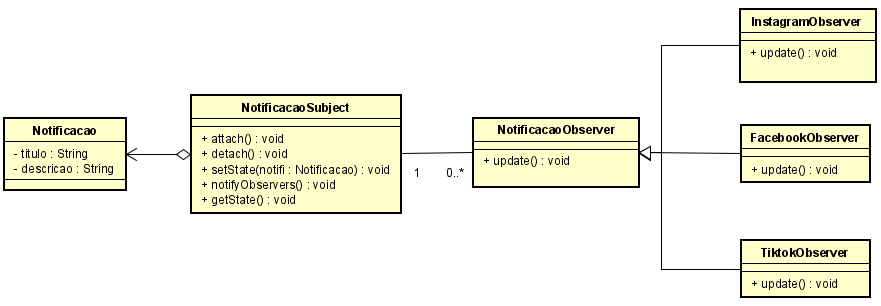 Notificacao
- titulo : String
- descricao : String
NotificacaoSubject
+ attach() : void
+ detach() : void
+ setState(notifi : Notificacao) : void
+ notifyObservers() : void
+ getState() : void
1
0..*
NotificacaoObserver
+ update() : void
InstagramObserver
+ update() : void
FacebookObserver
+ update() : void
TiktokObserver
+ update() : void